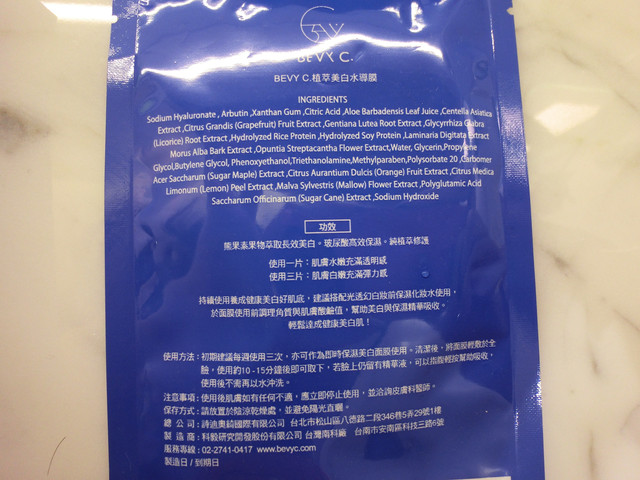 BEVY C.
BEVY C.植萃美白水導膜
INGREDIENTS
Sodium Hyaluronate , Arbutin ,Xanthan Gum ,Citric Acid ,Aloe Barbadensis Leaf Juice ,Centella Asiatica
Extract ,Citrus Grandis (Grapefruit) Fruit Extract ,Gentiana Lutea Root Extract ,Glycyrrhiza Glabra
(Licorice) Root Extract ,Hydrolyzed Rice Protein ,Hydrolyzed Soy Protein ,Laminaria Digitata Extract
Morus Alba Bark Extract ,Opuntia Streptacantha Flower Extract,Water, Glycerin,Propylene
Glycol,Butylene Glycol, Phenoxyethanol,Triethanolamine,Methylparaben,Polysorbate 20 ,Carbomer
Acer Saccharum (Sugar Maple) Extract ,Citrus Aurantium Dulcis (Orange) Fruit Extract ,Citrus Medica
Limonum (Lemon) Peel Extract ,Malva Sylvestris (Mallow) Flower Extract ,Polyglutamic Acid
Saccharum Officinarum (Sugar Cane) Extract ,Sodium Hydroxide
功效
熊果素果物萃取長效美白。玻尿酸高效保濕。純植萃修護
使用一片：肌膚水嫩充滿透明感
使用三片：肌膚白嫩充滿彈力感
持續使用養成健康美白好肌底，建議搭配光透幻白妝前保濕化妝水使用，
於面膜使用前調理角質與肌膚酸鹼值，幫助美白與保濕精華吸收。
輕鬆達成健康美白肌！
使用方法：初期建議每週使用三次，亦可作為即時保濕美白面膜使用。清潔後，將面膜輕敷於全
臉，使用約10-15分鐘後即可取下，若臉上仍留有精華液，可以指腹輕按幫助吸收，
使用後不需再以水沖洗。
注意事項：使用後肌膚如有任何不適，應立即停止使用，並洽詢皮膚科醫師。
保存方式：請放置於陰涼乾燥處，並避免陽光直曬。
總公司：詩迪奧綺國際有限公司 台北市松山區八德路二段346巷5弄29號1樓
製造商：科毅研究開發股份有限公司 台灣南科廠 台南市安南區科技三路6號
服務專線：02-2741-0417 www.bevyc.com
製造日/到期日